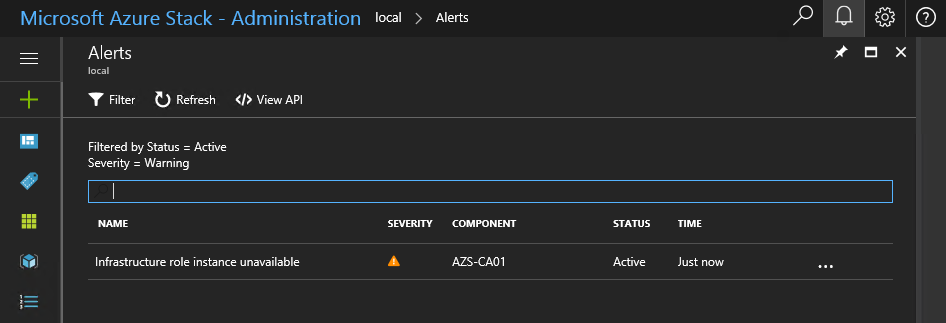 Microsoft Azure Stack - Administration local > Alerts
Alerts
local
Filter Refresh </> View API
Filtered by Status = Active
Severity = Warning
NAME SEVERITY COMPONENT STATUS TIME
Infrastructure role instance unavailable AZS-CA01 Active Just now ...